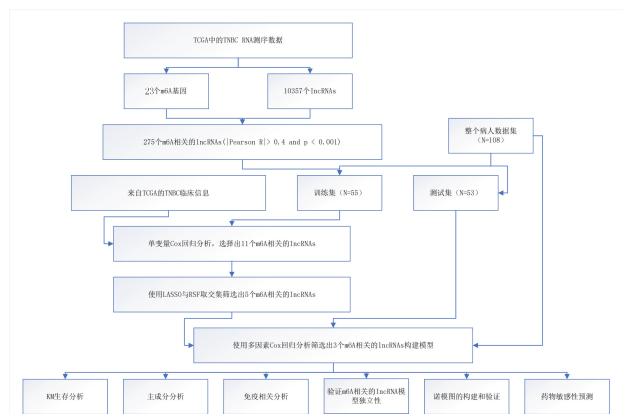 TCGA中的TNBC RNA测序数据
23个m6A基因
10357个lncRNAs
275个m6A相关的lncRNAs(|Pearson R|> 0.4 and p < 0.001)
整个病人数据集
(N=108)
来自TCGA的TNBC临床信息
训练集（N=55）
测试集（N=53）
单变量Cox回归分析，选择出11个m6A相关的lncRNAs
使用LASSO与RSF取交集筛选出5个m6A相关的lncRNAs
使用多因素Cox回归分析筛选出3个m6A相关的lncRNAs构建模型
KM生存分析
主成分分析
免疫相关分析
验证m6A相关的lncRNA模
型独立性
诺模图的构建和验证
药物敏感性预测